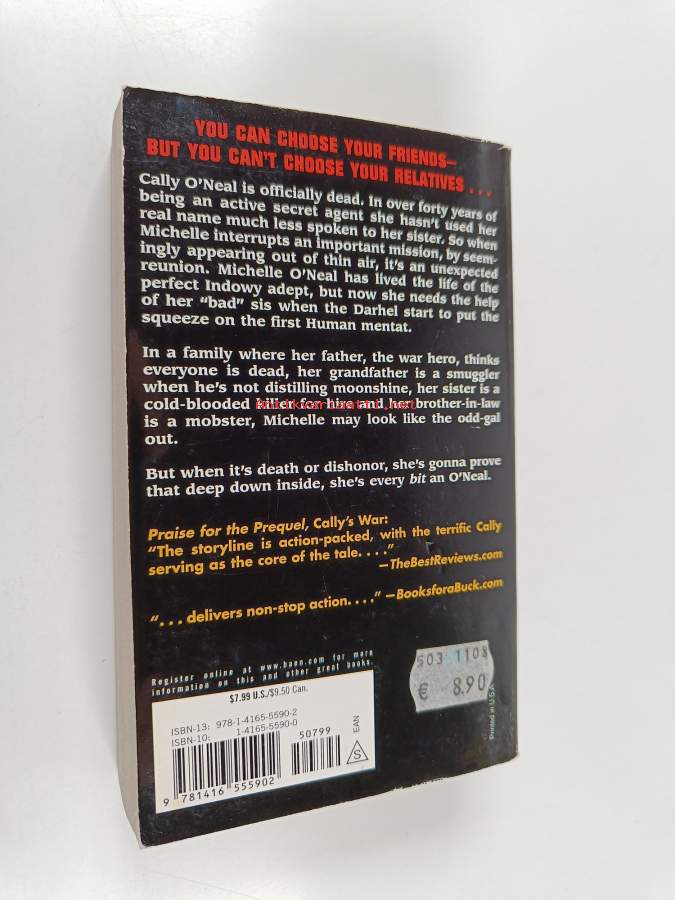 YOU CAN CHOOSE YOUR FRIENDS—
BUT YOU CAN'T CHOOSE YOUR RELATIVES . . .
Cally O'Neal is officially dead. In over forty years of
being an active secret agent she hasn't used her
real name much less spoken to her sister. So when
Michelle interrupts an important mission, by seem-
ingly appearing out of thin air, it's an unexpected
reunion. Michelle O'Neal has lived the life of the
perfect Indowy adept, but now she needs the help
of her "bad" sis when the Darhel start to put the
squeeze on the first Human mentat.
In a family where her father, the war hero, thinks
everyone is dead, her grandfather is a smuggler
when he's not distilling moonshine, her sister is a
cold-blooded killer for hire and her brother-in-law
is a mobster, Michelle may look like the odd-gal
out.
But when it's death or dishonor, she's gonna prove
that deep down inside, she's every bit an O'Neal.
Praise for the Prequel, Cally's War:
"The storyline is action-packed, with the terrific Cally
serving as the core of the tale. . . ."
—TheBestReviews.com
". . . delivers non-stop action. . . ." —BooksforaBuck.com
Register online at www.baen.com for more
information on this and other great books.
$7.99 U.S./$9.50 Can.
ISBN-13: 978-1-4165-5590-2
ISBN-10: 1-4165-5590-0
50799
EAN
S
9 781416 555902
503 1108
€ 8.90
Printed in U.S.A.